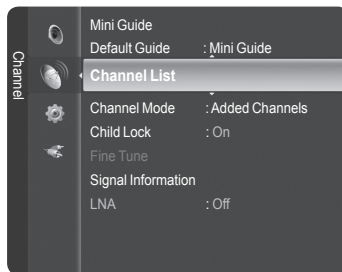 Channel
Mini Guide
Default Guide : Mini Guide
Channel List
Channel Mode : Added Channels
Child Lock : On
Fine Tune
Signal Information
LNA : Off